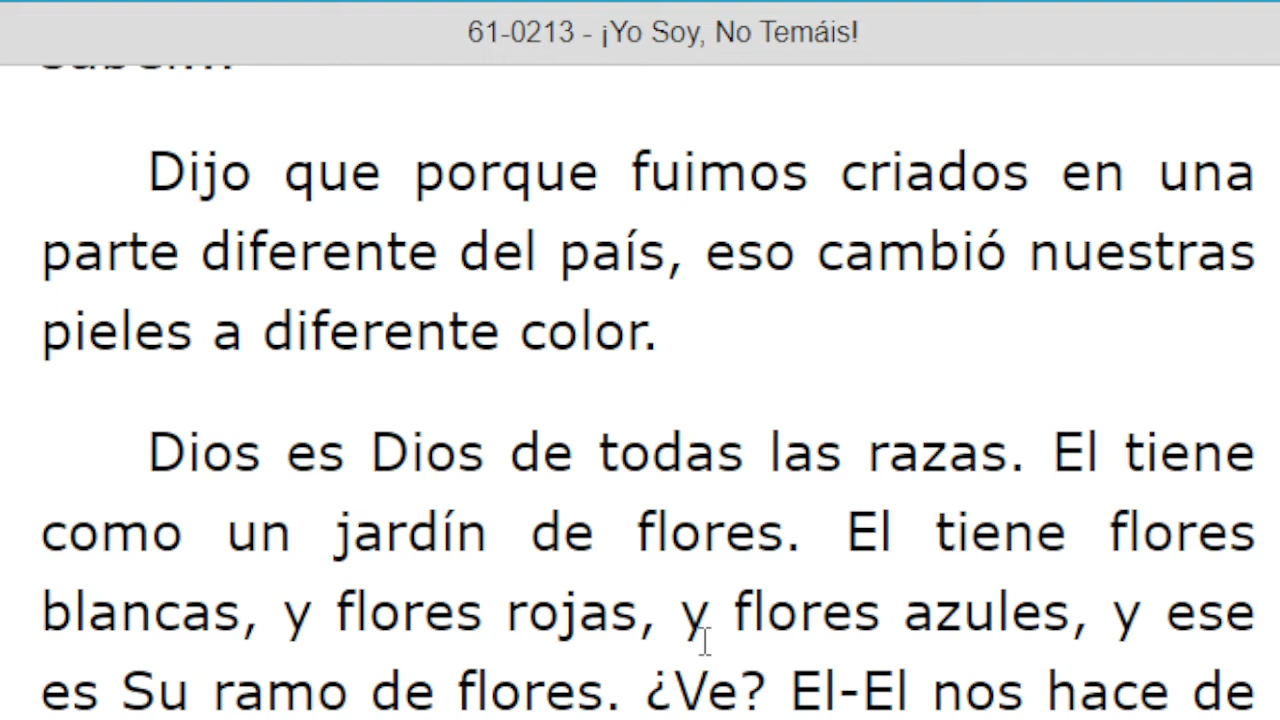 61-0213 - ¡Yo Soy, No Temáis!
Dijo que porque fuimos criados en una
parte diferente del país, eso cambió nuestras
pieles a diferente color.
Dios es Dios de todas las razas. El tiene
como un jardín de flores. El tiene flores
blancas, y flores rojas, y flores azules, y ese
es Su ramo de flores. ¿Ve? El-El nos hace de